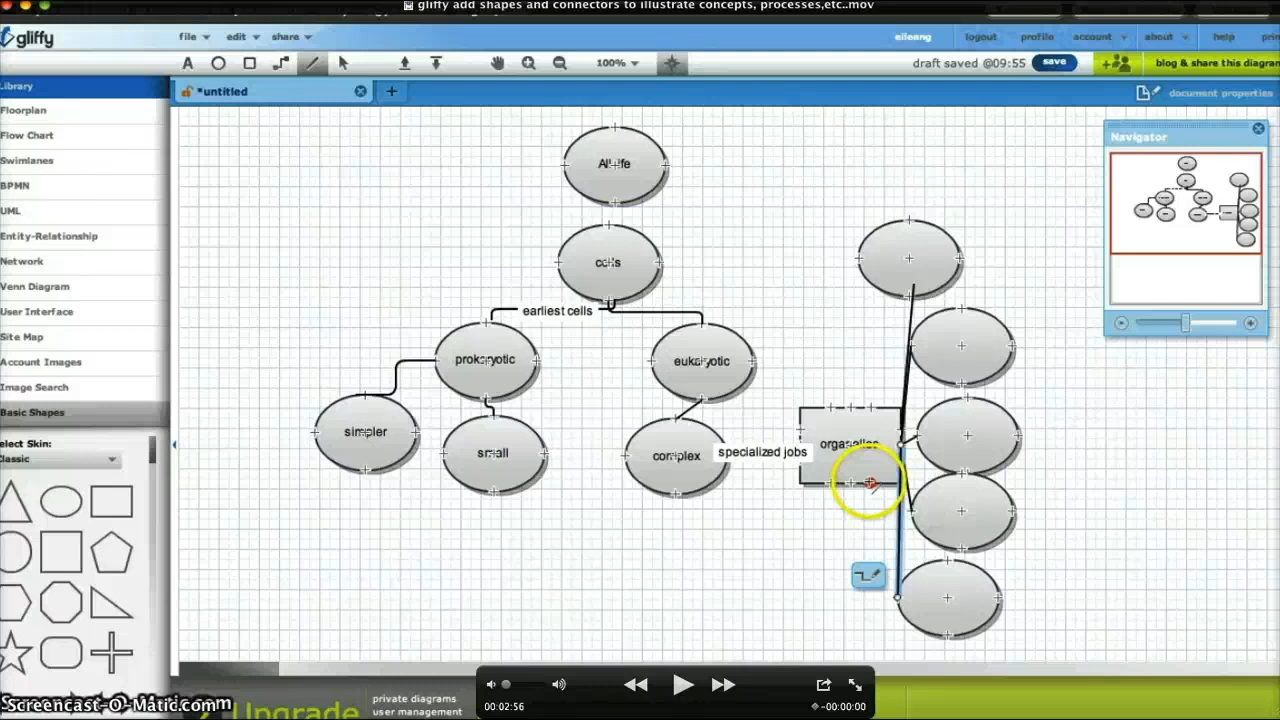 gliffy add shapes and connectors to illustrate concepts, processes,etc..mov
gliffy
file edit share
eileang logout profile account about help
A 100% draft saved @09:55 save blog & share this diagram
Library *untitled + document properties
Floorplan
Flow Chart
Swimlanes
BPMN
UML
Entity-Relationship
Network
Venn Diagram
User Interface
Site Map
Account Images
Image Search
Basic Shapes
Select Skin:
Classic
Navigator
All life
cells
earliest cells
prokaryotic
eukaryotic
simpler
small
complex
specialized jobs
organelles
Screencast-O-Matic.com
Upgrade
private diagrams
user management
00:02:56
-00:00:00